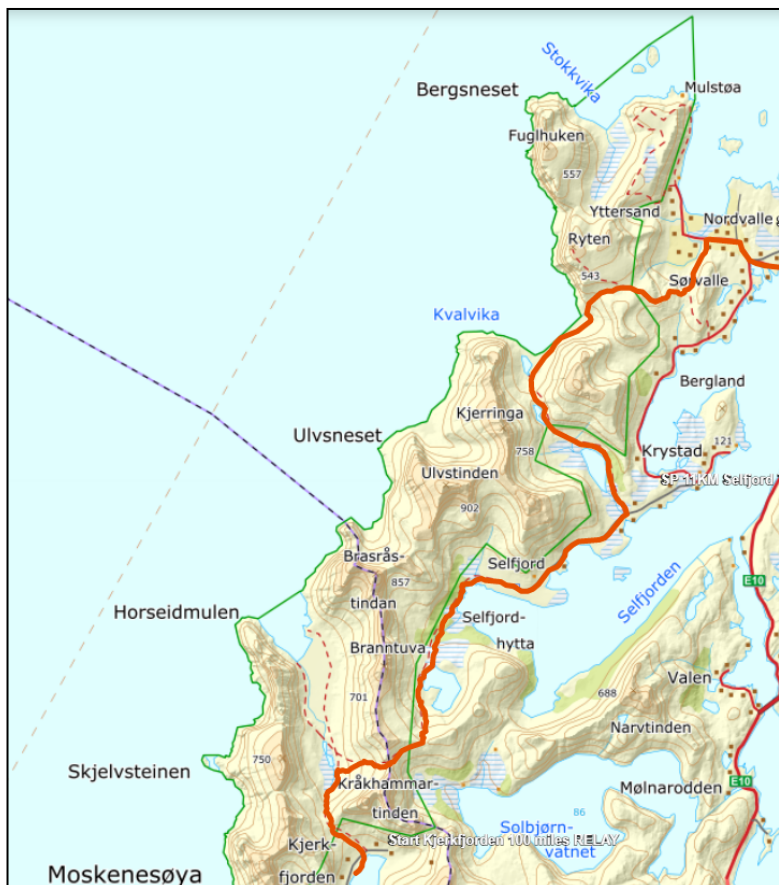 Stokkvika
Mulstøa
Bergsneset
Fuglhuken
557
Yttersand
Nordvalle
Ryten
543
Sørvalle
Kvalvika
Bergland
Kjerringa
Ulvsneset
121
758
Krystad
Ulvstinden
SP 11KM Selfjord
902
Brasrås-
tindan
857
Selfjord
E10
Horseidmulen
Selfjorden
Selfjord-
hytta
Branntuva
Valen
701
688
Narvtinden
750
Skjelvsteinen
E10
Kråkhammar-
tinden
Mølnarodden
86
Solbjørn-
vatnet
Start Kjerkfjorden 100 miles RELAY
Kjerk-
fjorden
Moskenesøya